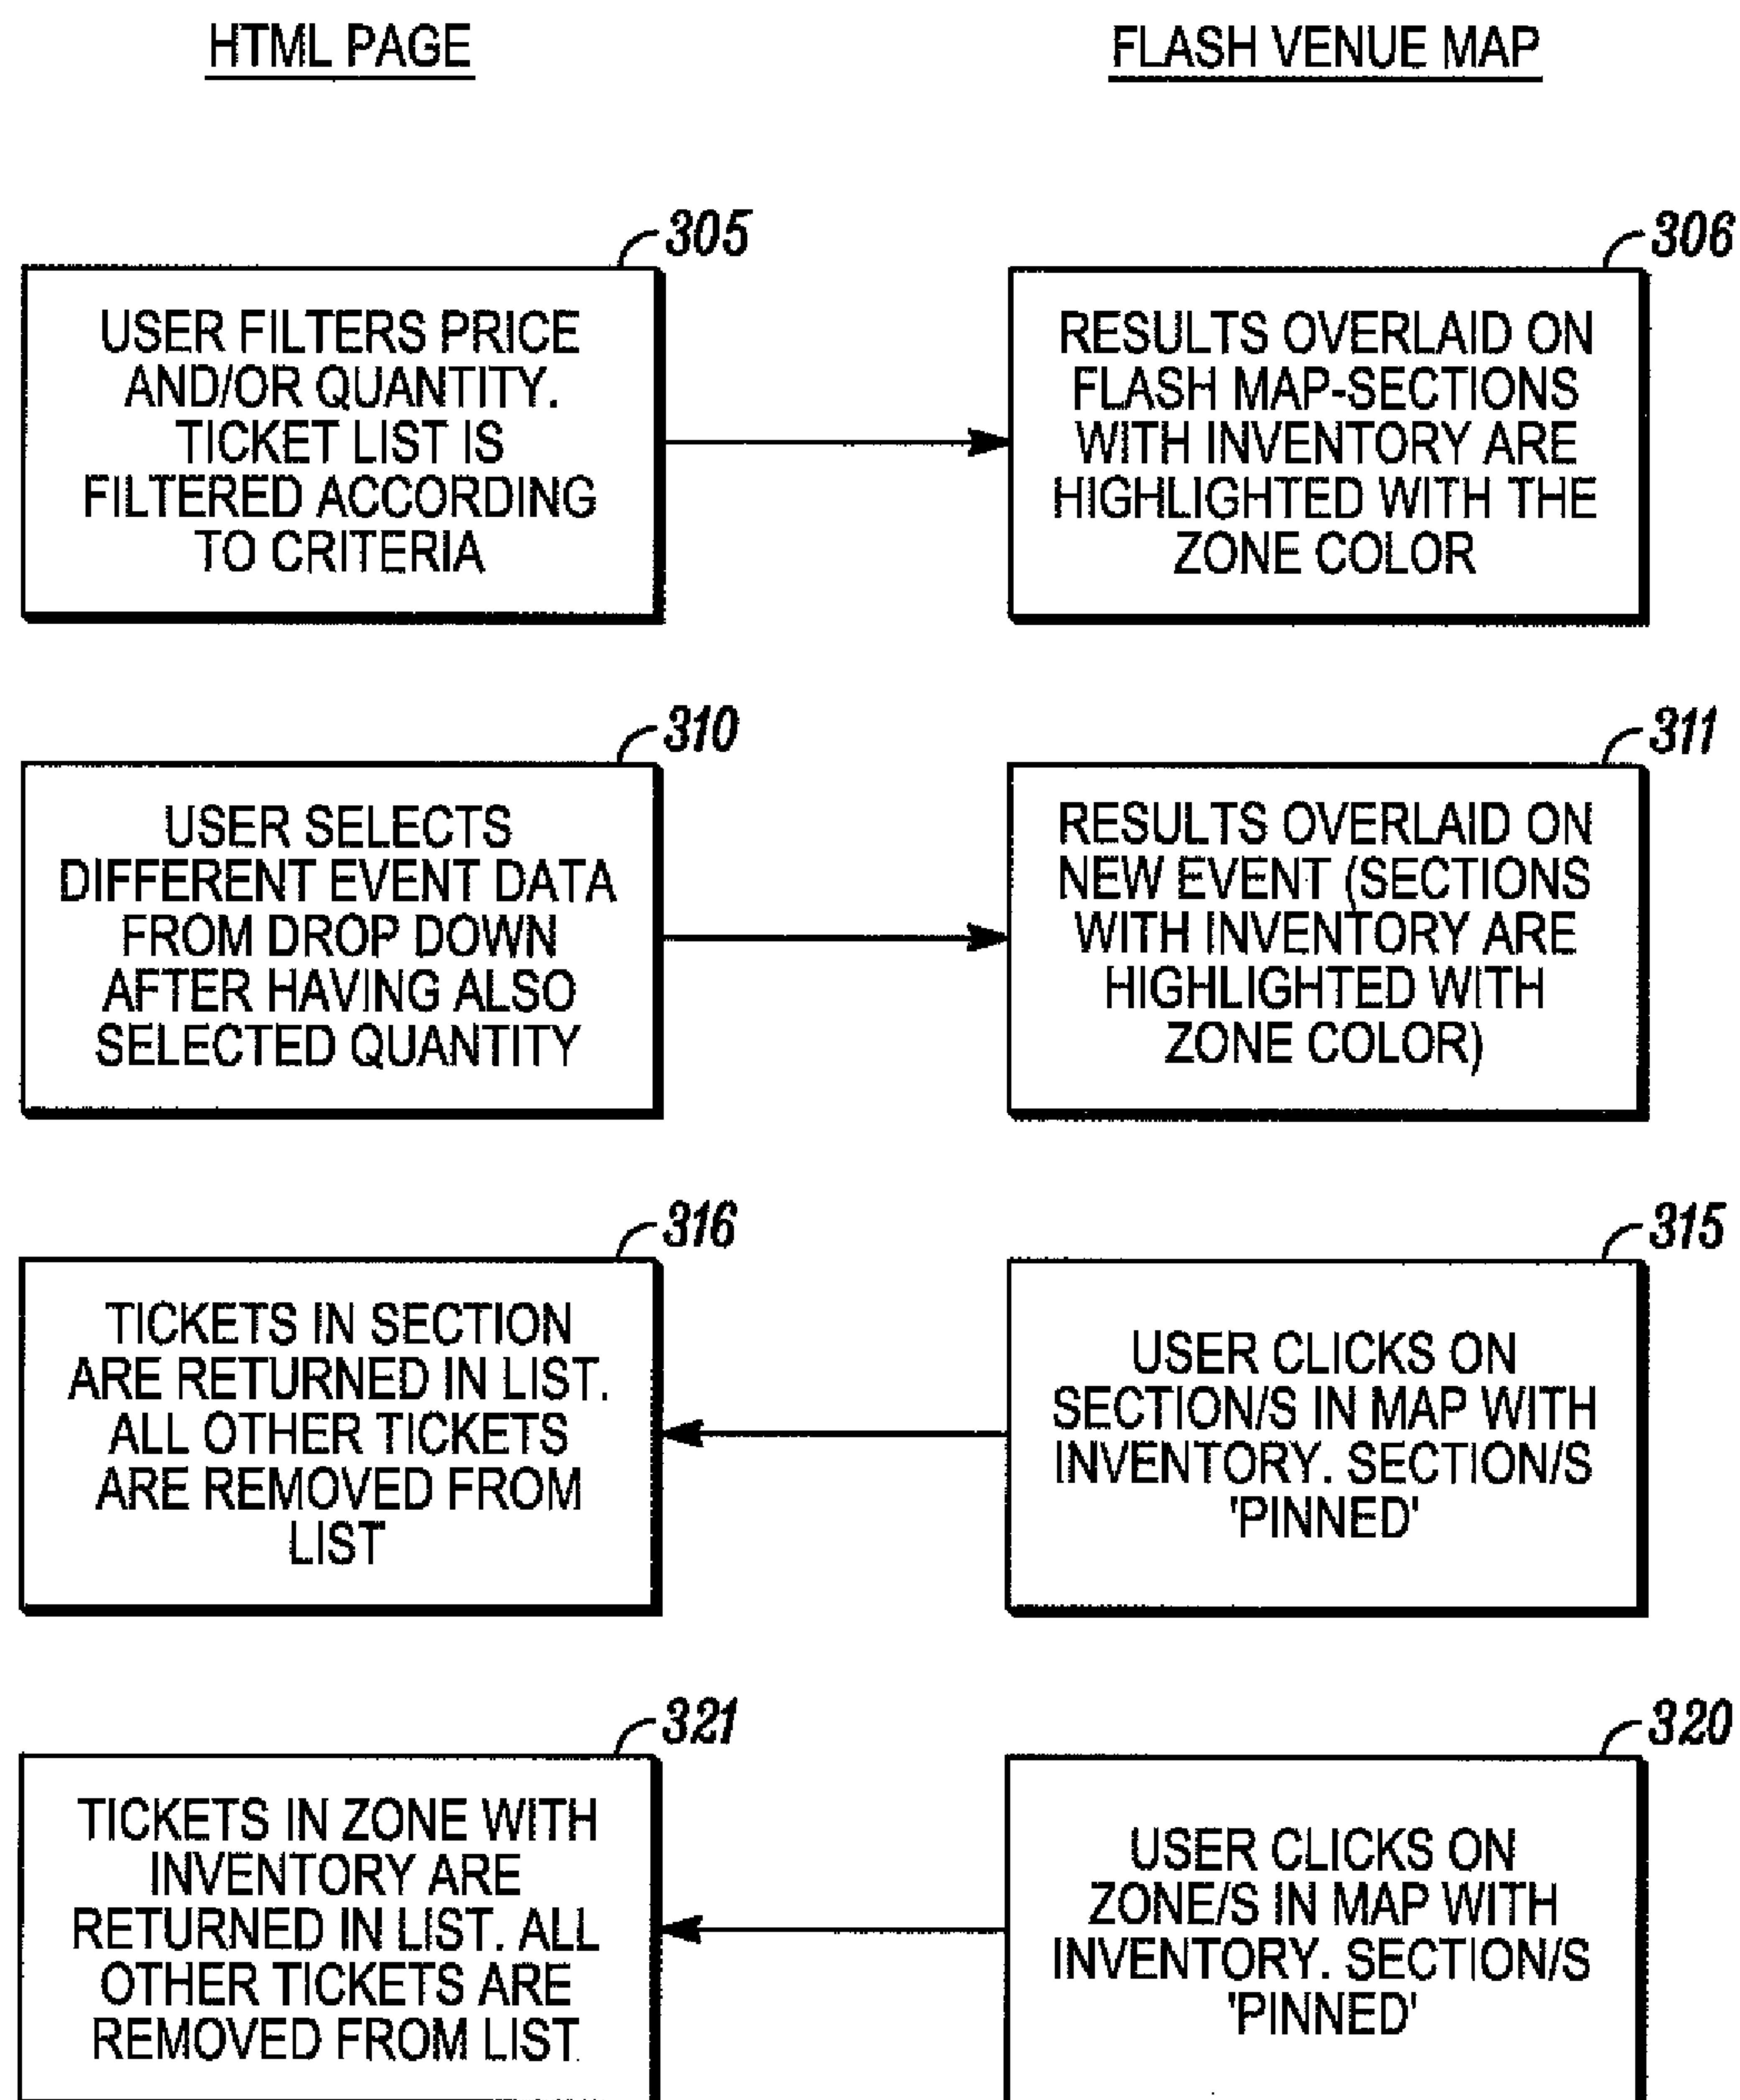 HTML PAGE
FLASH VENUE MAP
305
USER FILTERS PRICE
AND/OR QUANTITY.
TICKET LIST IS
FILTERED ACCORDING
TO CRITERIA
306
RESULTS OVERLAID ON
FLASH MAP-SECTIONS
WITH INVENTORY ARE
HIGHLIGHTED WITH THE
ZONE COLOR
310
USER SELECTS
DIFFERENT EVENT DATA
FROM DROP DOWN
AFTER HAVING ALSO
SELECTED QUANTITY
311
RESULTS OVERLAID ON
NEW EVENT (SECTIONS
WITH INVENTORY ARE
HIGHLIGHTED WITH
ZONE COLOR)
316
TICKETS IN SECTION
ARE RETURNED IN LIST.
ALL OTHER TICKETS
ARE REMOVED FROM
LIST
315
USER CLICKS ON
SECTION/S IN MAP WITH
INVENTORY. SECTION/S
'PINNED'
321
TICKETS IN ZONE WITH
INVENTORY ARE
RETURNED IN LIST. ALL
OTHER TICKETS ARE
REMOVED FROM LIST
320
USER CLICKS ON
ZONE/S IN MAP WITH
INVENTORY. SECTION/S
'PINNED'